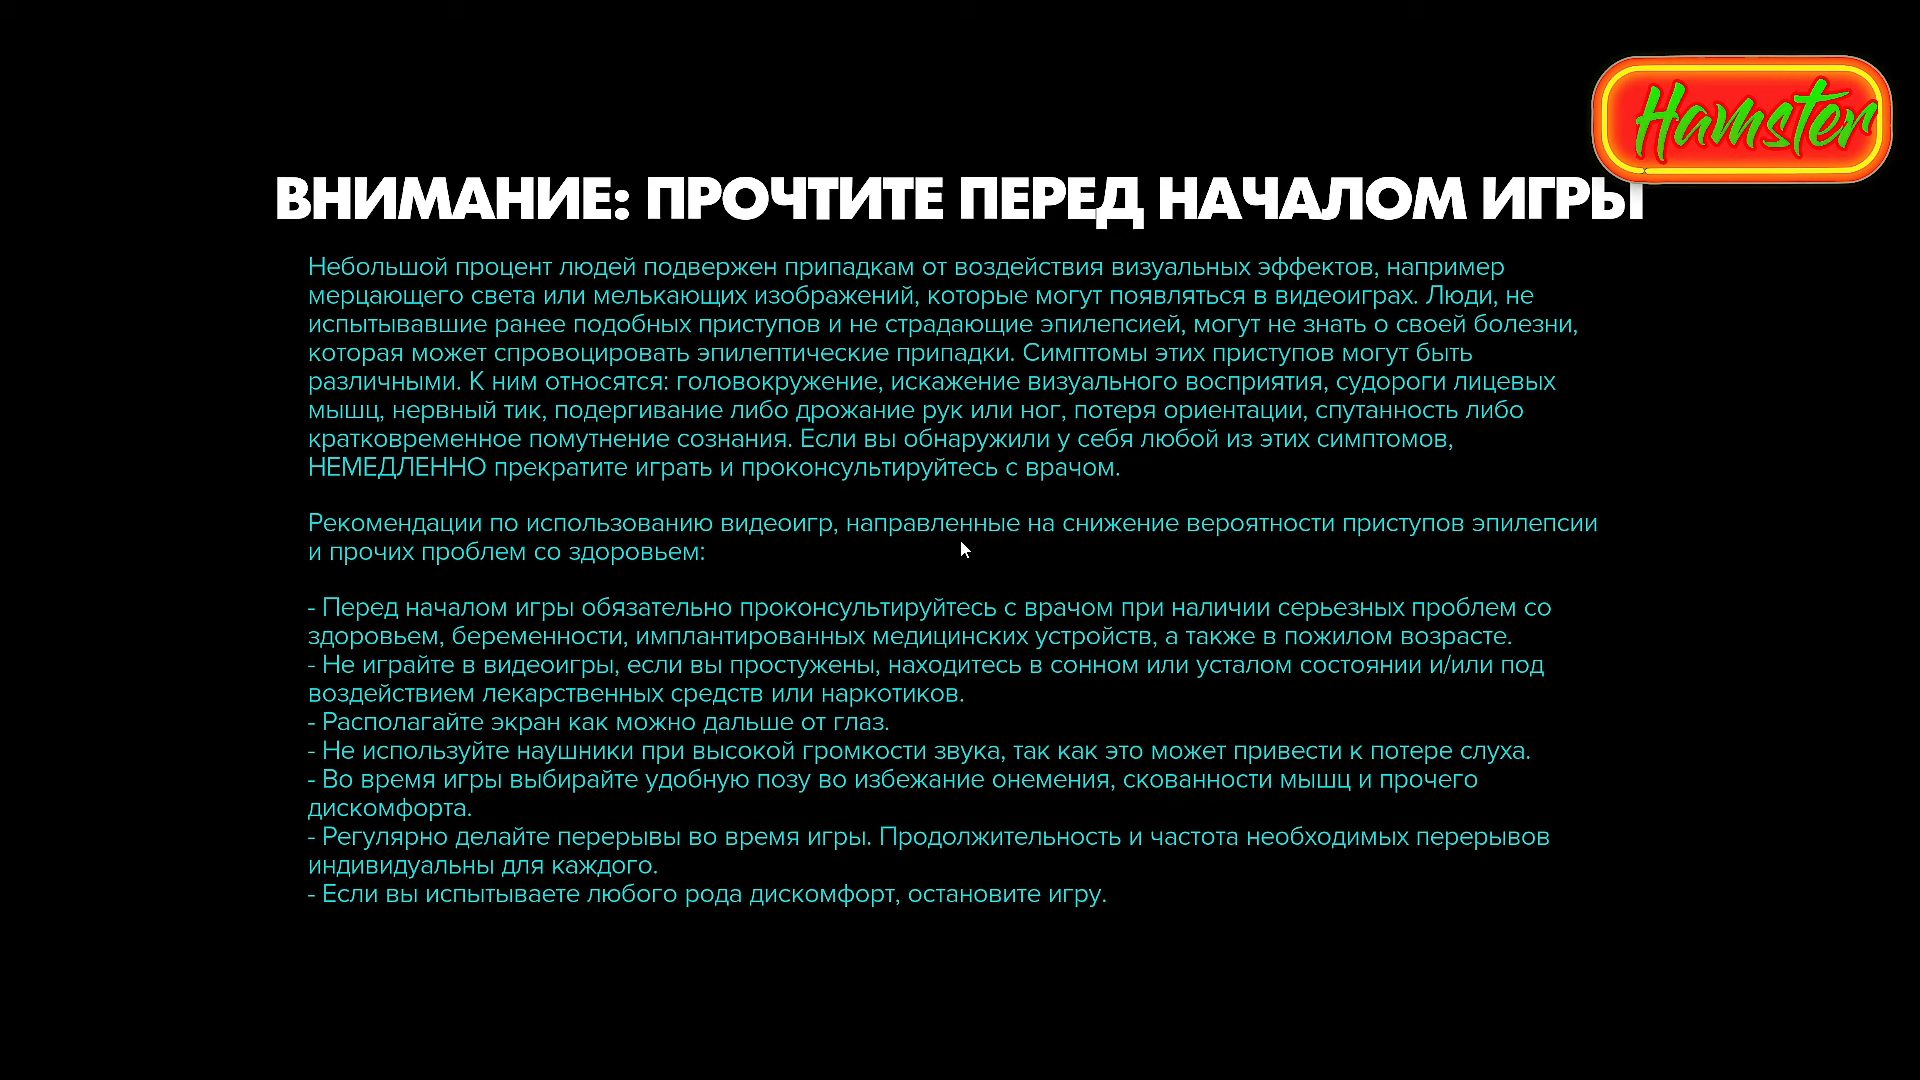 Hamster
ВНИМАНИЕ: ПРОЧТИТЕ ПЕРЕД НАЧАЛОМ ИГРЫ
Небольшой процент людей подвержен припадкам от воздействия визуальных эффектов, например
мерцающего света или мелькающих изображений, которые могут появляться в видеоиграх. Люди, не
испытывавшие ранее подобных приступов и не страдающие эпилепсией, могут не знать о своей болезни,
которая может спровоцировать эпилептические припадки. Симптомы этих приступов могут быть
различными. К ним относятся: головокружение, искажение визуального восприятия, судороги лицевых
мышц, нервный тик, подергивание либо дрожание рук или ног, потеря ориентации, спутанность либо
кратковременное помутнение сознания. Если вы обнаружили у себя любой из этих симптомов,
НЕМЕДЛЕННО прекратите играть и проконсультируйтесь с врачом.
Рекомендации по использованию видеоигр, направленные на снижение вероятности приступов эпилепсии
и прочих проблем со здоровьем:
- Перед началом игры обязательно проконсультируйтесь с врачом при наличии серьезных проблем со
здоровьем, беременности, имплантированных медицинских устройств, а также в пожилом возрасте.
- Не играйте в видеоигры, если вы простужены, находитесь в сонном или усталом состоянии и/или под
воздействием лекарственных средств или наркотиков.
- Располагайте экран как можно дальше от глаз.
- Не используйте наушники при высокой громкости звука, так как это может привести к потере слуха.
- Во время игры выбирайте удобную позу во избежание онемения, скованности мышц и прочего
дискомфорта.
- Регулярно делайте перерывы во время игры. Продолжительность и частота необходимых перерывов
индивидуальны для каждого.
- Если вы испытываете любого рода дискомфорт, остановите игру.